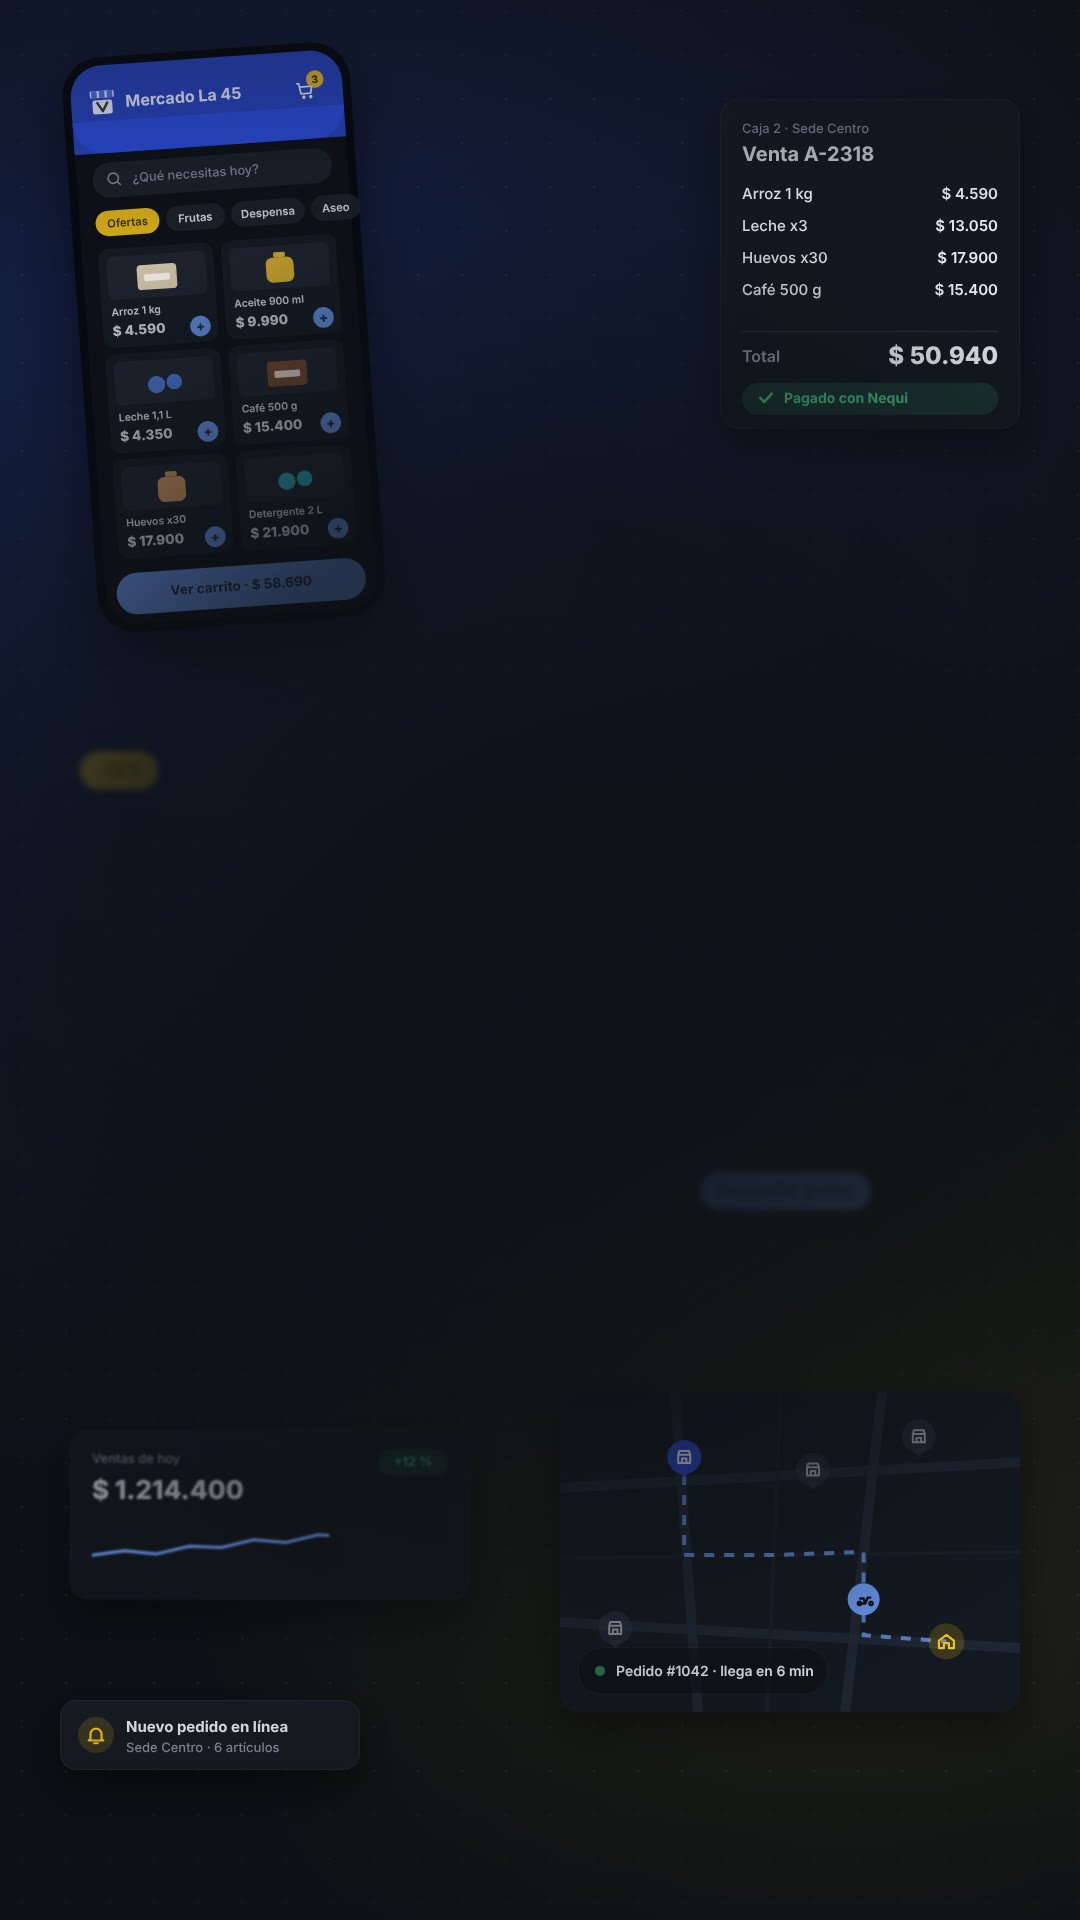 Mercado La 45
3
¿Qué necesitas hoy?
Ofertas
Frutas
Despensa
Aseo
Arroz 1 kg
$ 4.590
+
Aceite 900 ml
$ 9.990
+
Leche 1,1 L
$ 4.350
+
Café 500 g
$ 15.400
+
Huevos x30
$ 17.900
+
Detergente 2 L
$ 21.900
+
Ver carrito · $ 58.690
Caja 2 · Sede Centro
Venta A-2318
Arroz 1 kg $ 4.590
Leche x3 $ 13.050
Huevos x30 $ 17.900
Café 500 g $ 15.400
Total $ 50.940
Pagado con Nequi
Ventas de hoy
+12 %
$ 1.214.400
Pedido #1042 · llega en 6 min
Nuevo pedido en línea
Sede Centro · 6 artículos